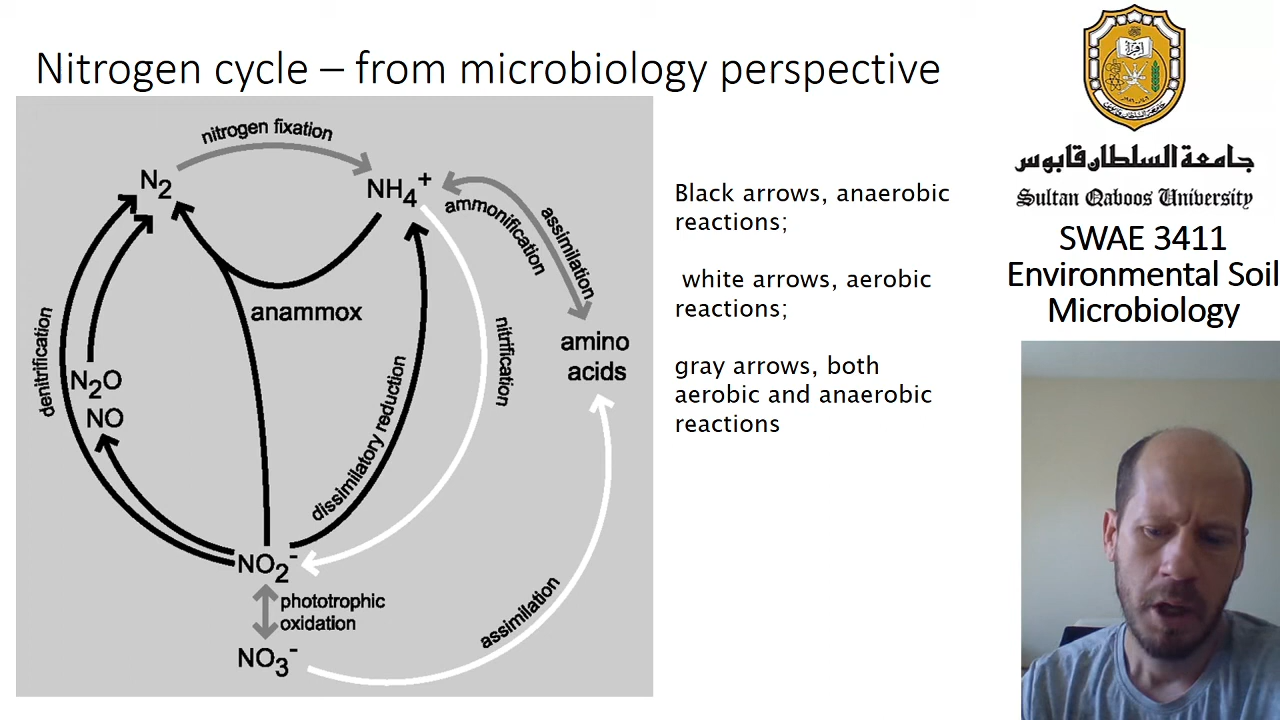 Nitrogen cycle – from microbiology perspective
nitrogen fixation
N2
NH4+
ammonification
assimilation
anammox
nitrification
denitrification
amino
acids
N2O
NO
dissimilatory reduction
NO2-
phototrophic
oxidation
assimilation
NO3-
Black arrows, anaerobic
reactions;
white arrows, aerobic
reactions;
gray arrows, both
aerobic and anaerobic
reactions
جامعة السلطان قابوس
Sultan Qaboos University
SWAE 3411
Environmental Soil
Microbiology